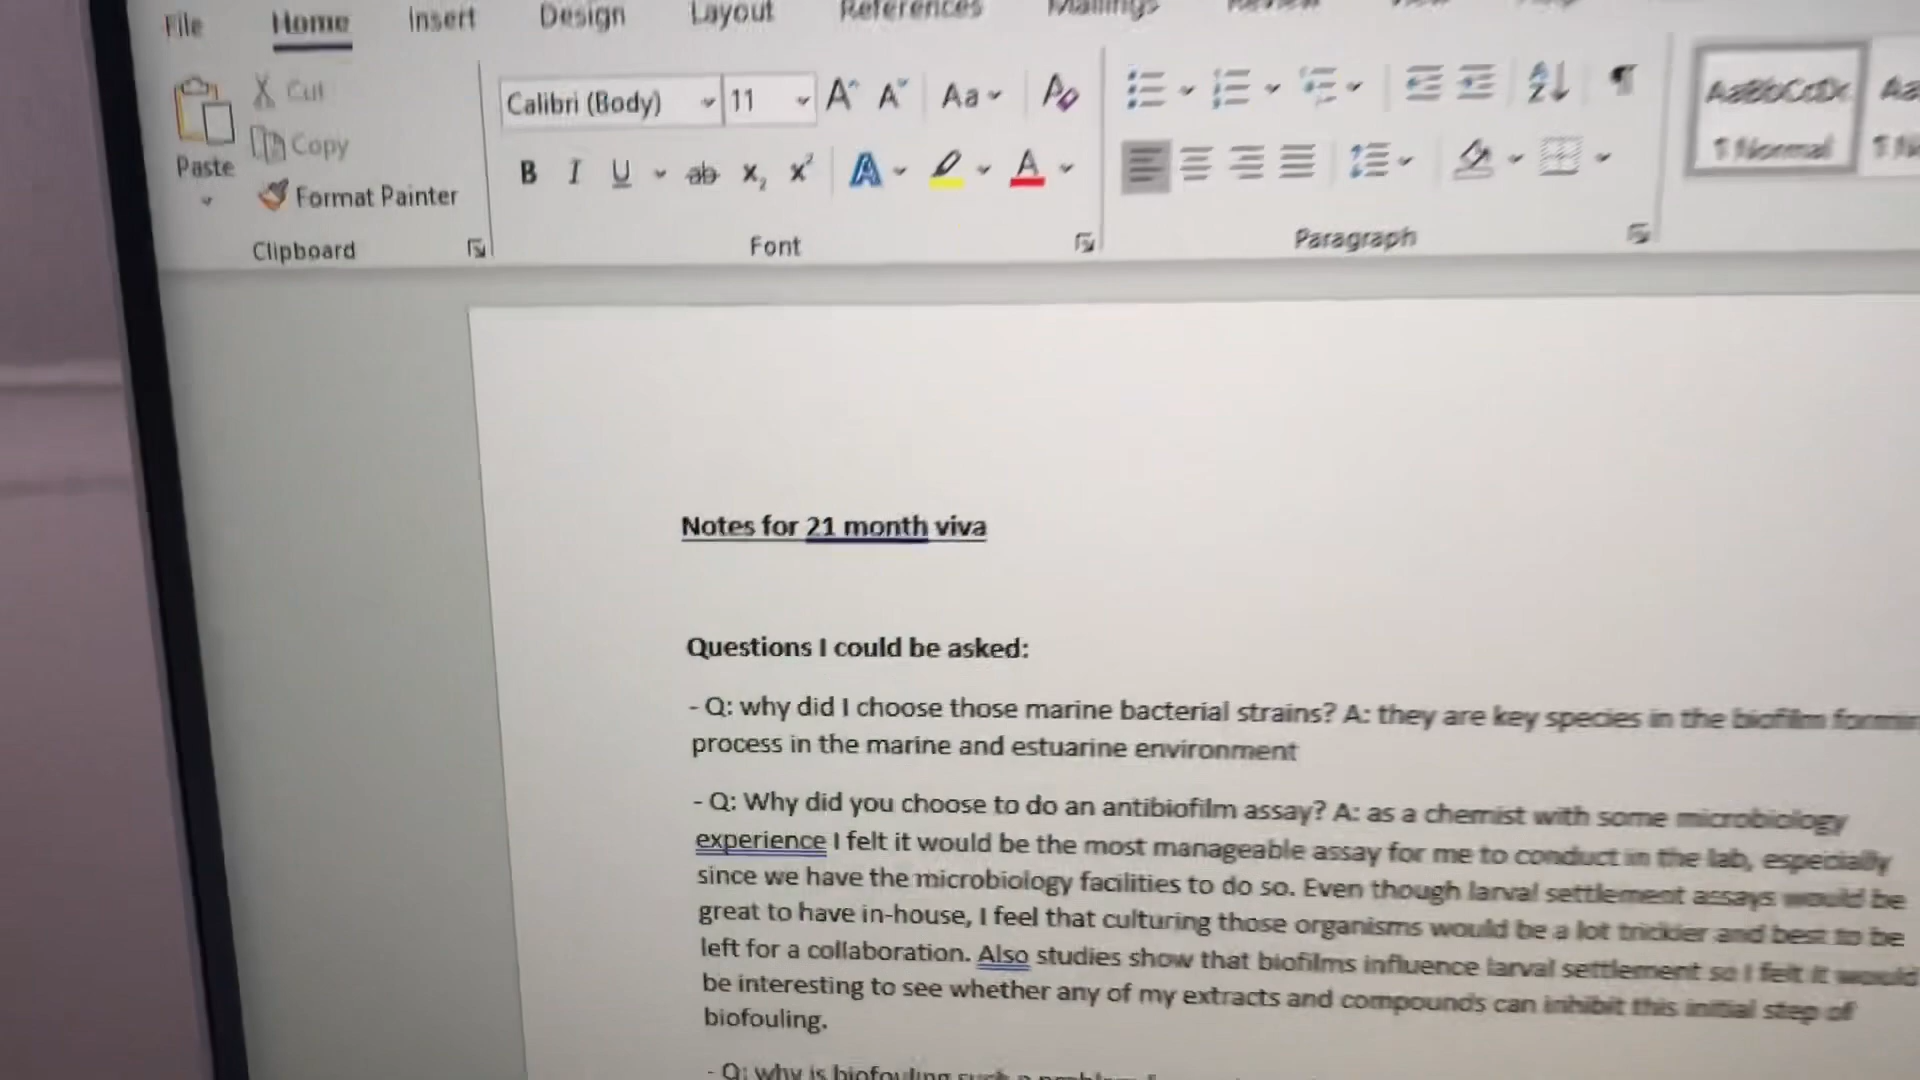 File Home Insert Design Layout References Mailings
Cut
Copy
Paste
Format Painter
Clipboard
Calibri (Body) 11
Font
Paragraph
AaBbCcDc
¶ Normal
Notes for 21 month viva
Questions I could be asked:
- Q: why did I choose those marine bacterial strains? A: they are key species in the biofilm formin
process in the marine and estuarine environment
- Q: Why did you choose to do an antibiofilm assay? A: as a chemist with some microbiology
experience I felt it would be the most manageable assay for me to conduct in the lab, especially
since we have the microbiology facilities to do so. Even though larval settlement assays would be
great to have in-house, I feel that culturing those organisms would be a lot trickier and best to be
left for a collaboration. Also studies show that biofilms influence larval settlement so I felt it would
be interesting to see whether any of my extracts and compounds can inhibit this initial step of
biofouling.
- Q: why is biofouling such a problem